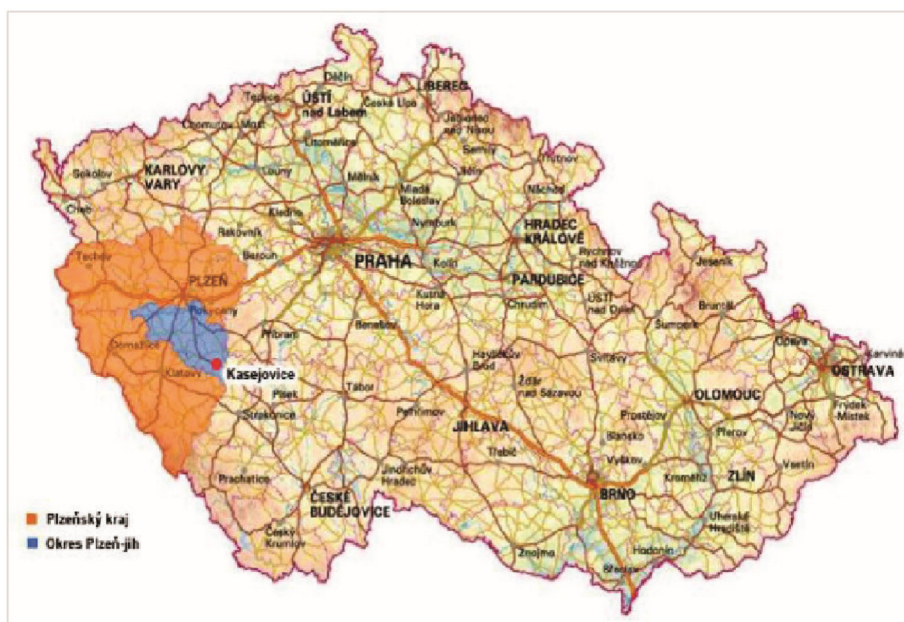 Děčín
Teplice
ÚSTÍ
nad Labem
Česká Lípa
LIBEREC
Jablonec
nad Nisou
Chomutov
Most
Litoměřice
Semily
Trutnov
Sokolov
KARLOVY
VARY
Louny
Mělník
Mladá
Boleslav
Jičín
Náchod
Cheb
Kladno
Nymburk
HRADEC
KRÁLOVÉ
Rakovník
Beroun
PRAHA
Kolín
Rychnov
nad Kněžnou
Jeseník
Tachov
PLZEŇ
PARDUBICE
Rokycany
Kutná
Hora
Chrudim
ÚSTÍ
nad Orlicí
Bruntál
Šumperk
Příbram
Benešov
Opava
Karviná
Domažlice
Havlíčkův
Brod
Svitavy
OSTRAVA
Klatovy
Kasejovice
Písek
Tábor
Žďár
nad Sázavou
OLOMOUC
Frýdek-
Místek
Strakonice
Pelhřimov
JIHLAVA
Prostějov
Nový
Jičín
Blansko
Přerov
Třebíč
Vyškov
Prachatice
Jindřichův
Hradec
Kroměříž
ZLÍN
Vsetín
ČESKÉ
BUDĚJOVICE
BRNO
Uherské
Hradiště
Plzeňský kraj
Okres Plzeň-jih
Český
Krumlov
Znojmo
Hodonín
Břeclav